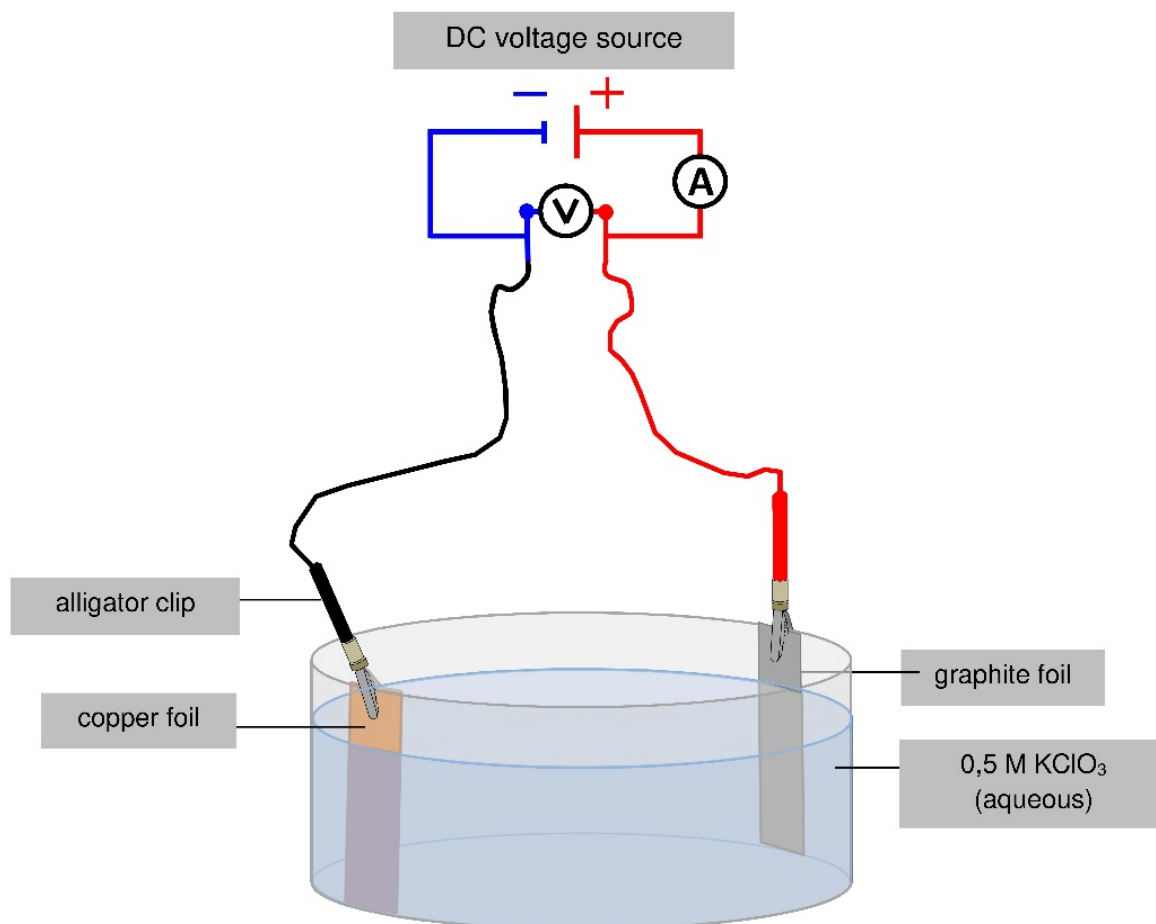 DC voltage source
− +
A
V
alligator clip
copper foil
graphite foil
0,5 M KClO₃
(aqueous)